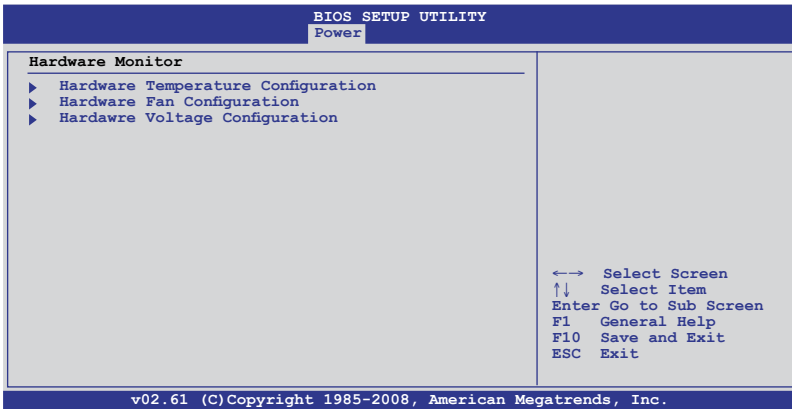 BIOS SETUP UTILITY
Power
Hardware Monitor
Hardware Temperature Configuration
Hardware Fan Configuration
Hardawre Voltage Configuration
←→ Select Screen
↑↓ Select Item
Enter Go to Sub Screen
F1 General Help
F10 Save and Exit
ESC Exit
v02.61 (C)Copyright 1985-2008, American Megatrends, Inc.